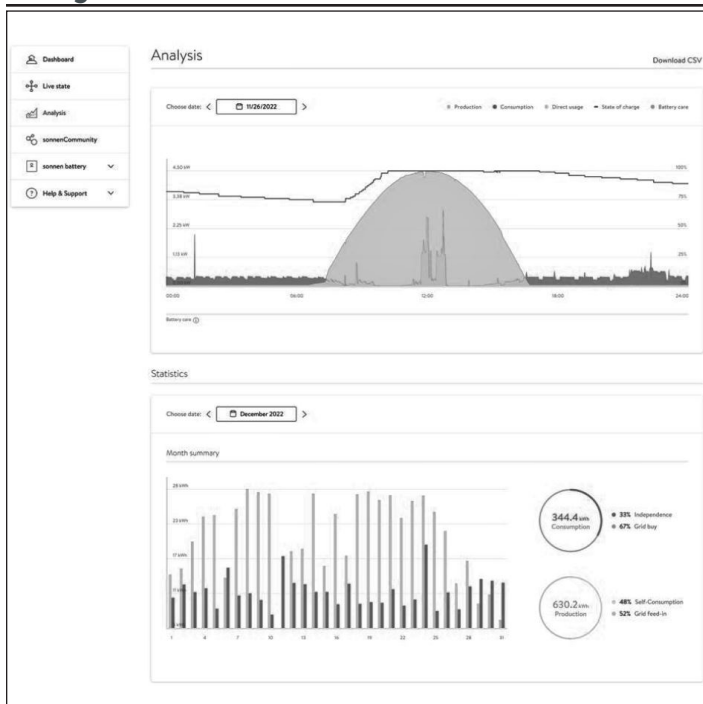 Dashboard
Live state
Analysis
sonnenCommunity
sonnen battery
Help & Support
Analysis
Download CSV
Choose date: < 11/26/2022 >
Production Consumption Direct usage State of charge Battery care
4.50 kW 100%
3.38 kW 75%
2.25 kW 50%
1.13 kW 25%
00:00 06:00 12:00 18:00 24:00
Battery care
Statistics
Choose date: < December 2022 >
Month summary
28 kWh
23 kWh
17 kWh
11 kWh
1 4 7 10 13 16 19 22 25 28 31
344.4 kWh
Consumption
33% Independence
67% Grid buy
630.2 kWh
Production
48% Self-Consumption
52% Grid feed-in